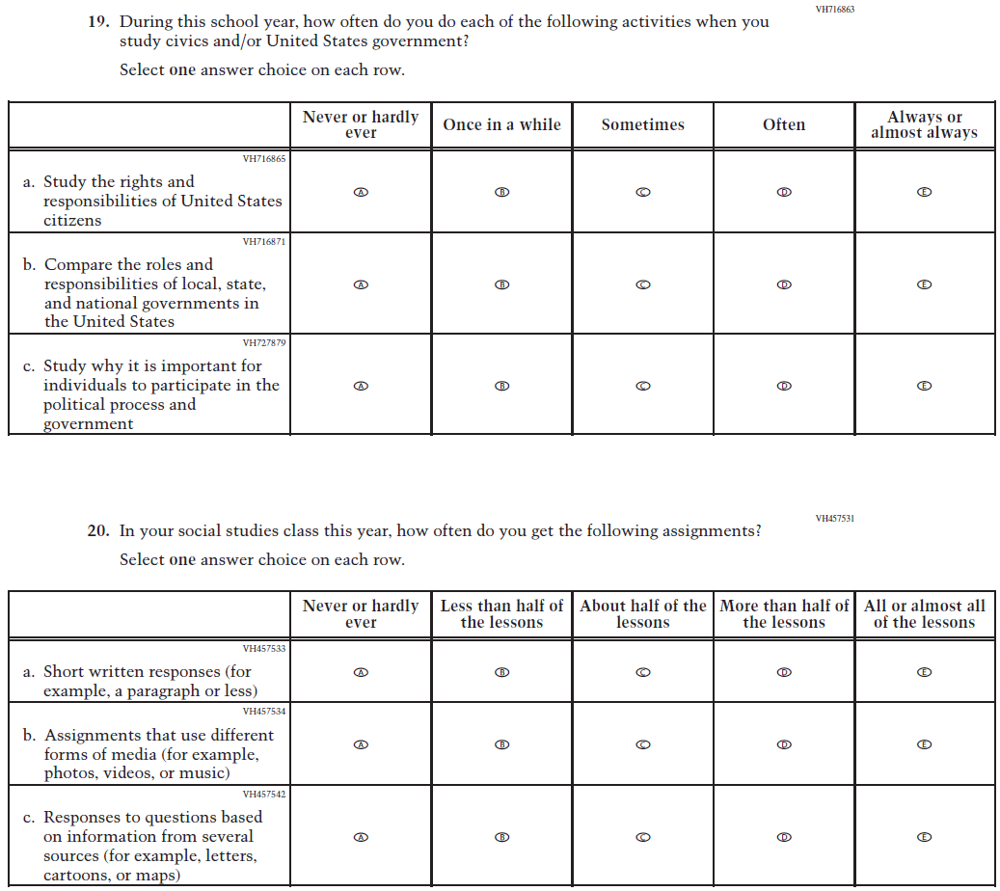 VH716863
19. During this school year, how often do you do each of the following activities when you
study civics and/or United States government?
Select one answer choice on each row.
Never or hardly ever
Once in a while
Sometimes
Often
Always or almost always
VH716865
a. Study the rights and
responsibilities of United States
citizens
A B C D E
VH716871
b. Compare the roles and
responsibilities of local, state,
and national governments in
the United States
A B C D E
VH727879
c. Study why it is important for
individuals to participate in the
political process and
government
A B C D E
VH457531
20. In your social studies class this year, how often do you get the following assignments?
Select one answer choice on each row.
Never or hardly ever
Less than half of the lessons
About half of the lessons
More than half of the lessons
All or almost all of the lessons
VH457533
a. Short written responses (for
example, a paragraph or less)
A B C D E
VH457534
b. Assignments that use different
forms of media (for example,
photos, videos, or music)
A B C D E
VH457542
c. Responses to questions based
on information from several
sources (for example, letters,
cartoons, or maps)
A B C D E